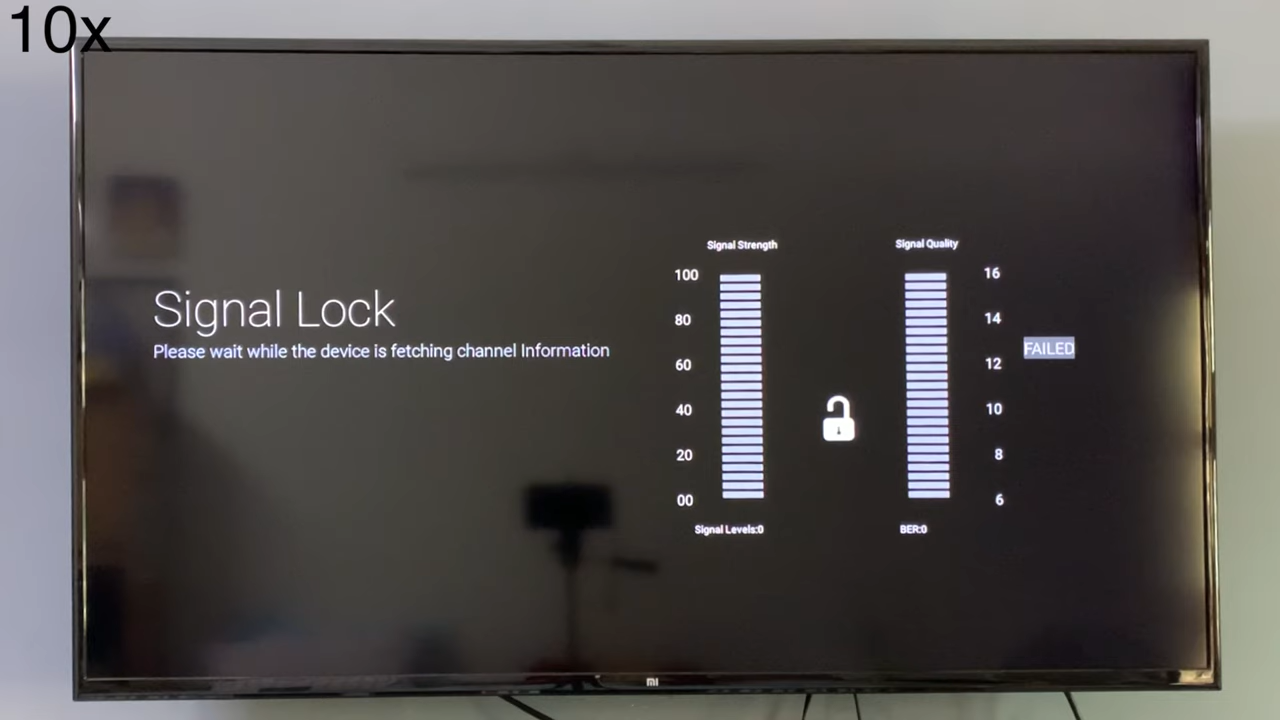 10x
Signal Strength
Signal Quality
100
80
60
40
20
00
16
14
12
10
8
6
Signal Lock
Please wait while the device is fetching channel Information
FAILED
Signal Levels:0
BER:0
MI